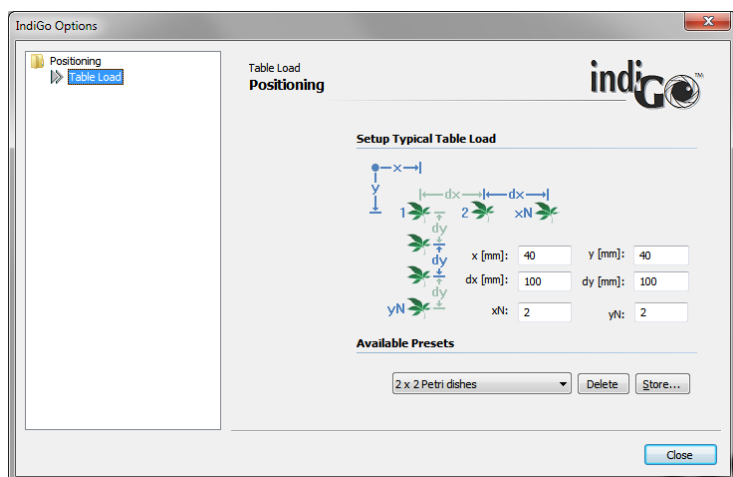 IndiGo Options
Positioning
Table Load
Table Load
Positioning
indiGo TM
Setup Typical Table Load
x
y
dx dx
1 2 xN
dy
dy
dy
yN
x [mm]: 40 y [mm]: 40
dx [mm]: 100 dy [mm]: 100
xN: 2 yN: 2
Available Presets
2 x 2 Petri dishes Delete Store...
Close